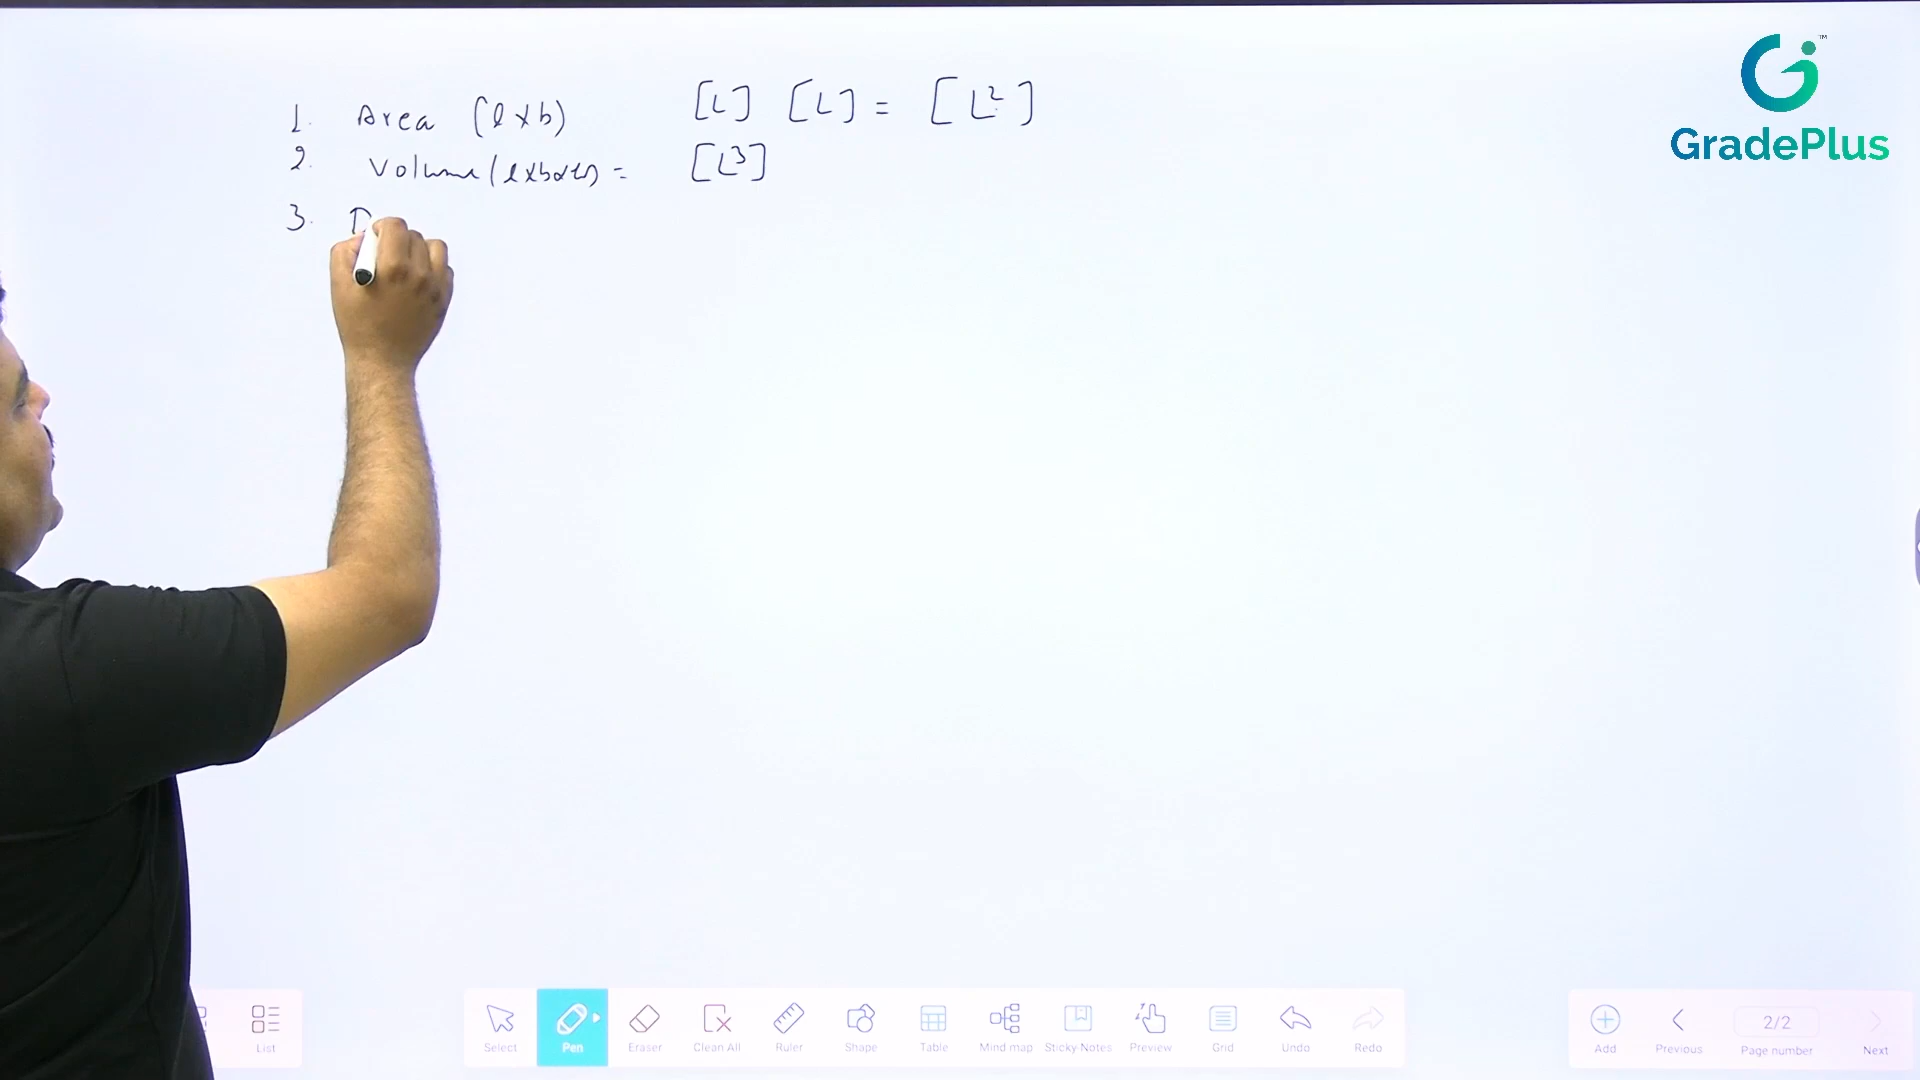 1. Area (l x b) [L] [L] = [L²]
2. Volume (l x b x h) = [L³]
3. D
Gi™
GradePlus
List
Select
Pen
Eraser
Clean All
Ruler
Shape
Table
Mind map
Sticky Notes
Preview
Grid
Undo
Redo
Add
Previous
2/2
Page number
Next